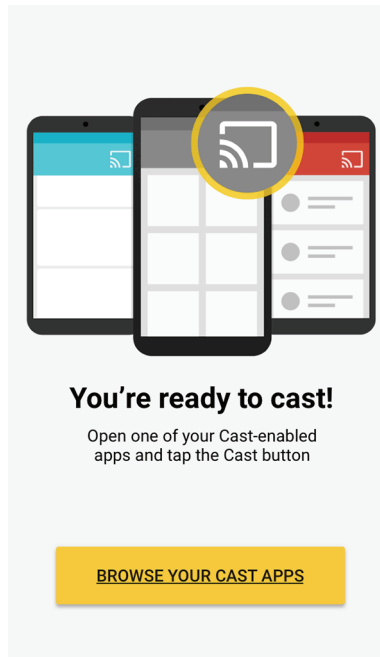 You’re ready to cast!
Open one of your Cast-enabled
apps and tap the Cast button
BROWSE YOUR CAST APPS